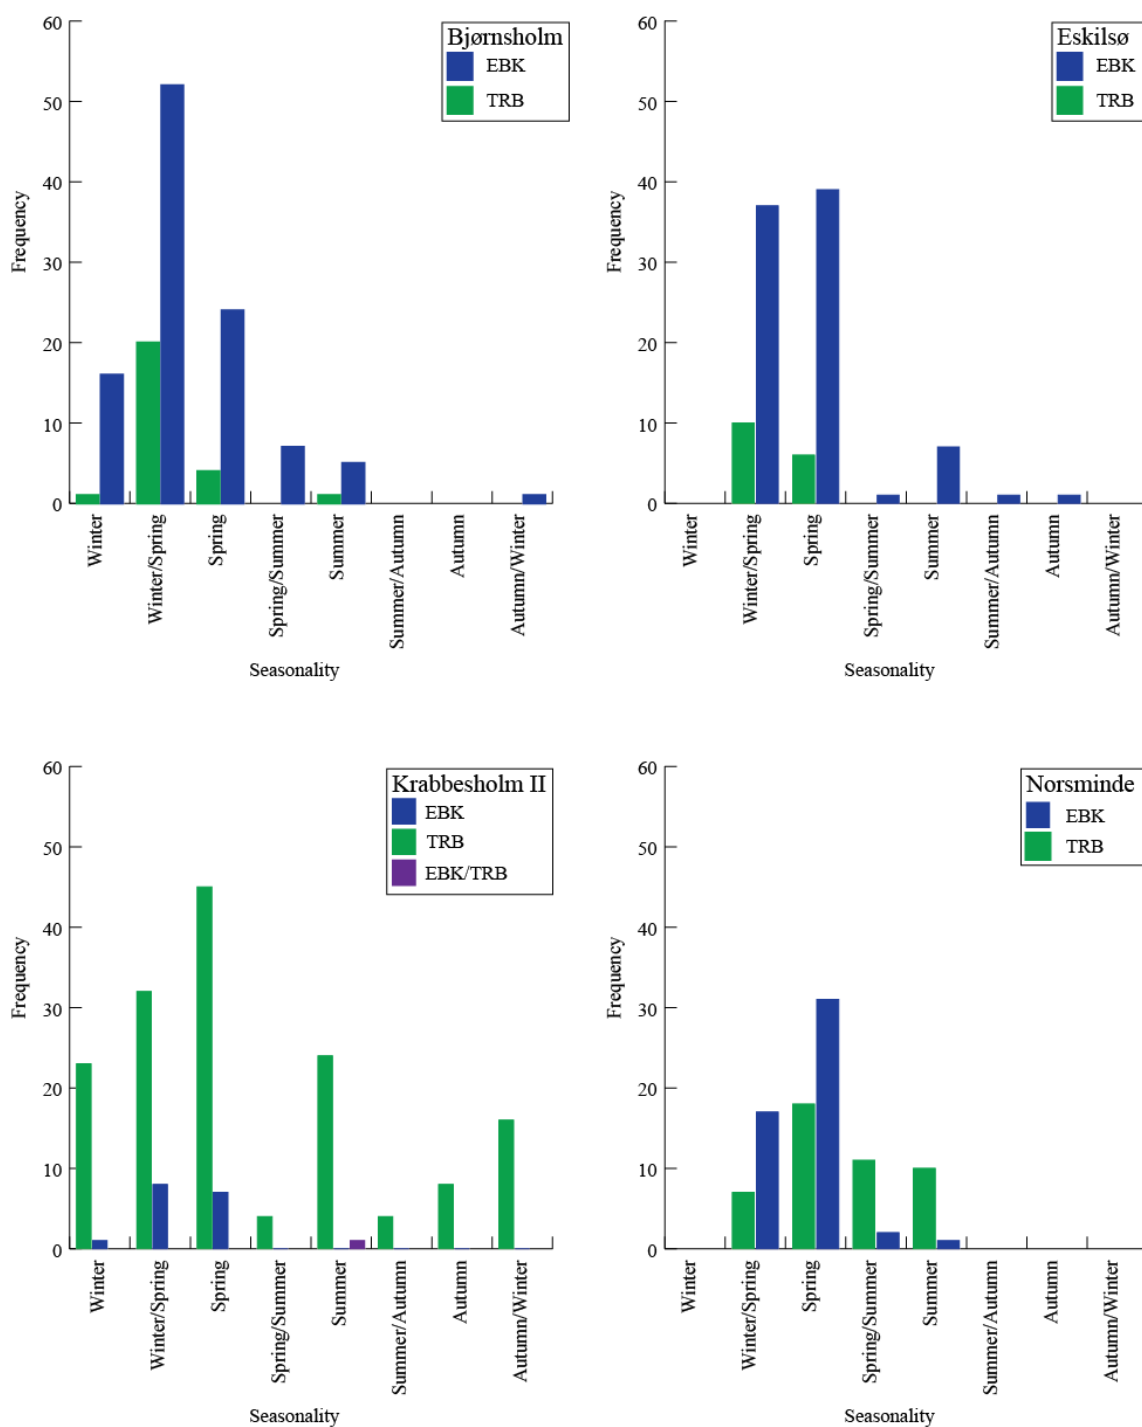 Bjørnsholm
EBK
TRB
60
50
40
30
20
10
0
Frequency
Winter
Winter/Spring
Spring
Spring/Summer
Summer
Summer/Autumn
Autumn
Autumn/Winter
Seasonality
Eskilsø
EBK
TRB
60
50
40
30
20
10
0
Frequency
Winter
Winter/Spring
Spring
Spring/Summer
Summer
Summer/Autumn
Autumn
Autumn/Winter
Seasonality
Krabbesholm II
EBK
TRB
EBK/TRB
60
50
40
30
20
10
0
Frequency
Winter
Winter/Spring
Spring
Spring/Summer
Summer
Summer/Autumn
Autumn
Autumn/Winter
Seasonality
Norsminde
EBK
TRB
60
50
40
30
20
10
0
Frequency
Winter
Winter/Spring
Spring
Spring/Summer
Summer
Summer/Autumn
Autumn
Autumn/Winter
Seasonality